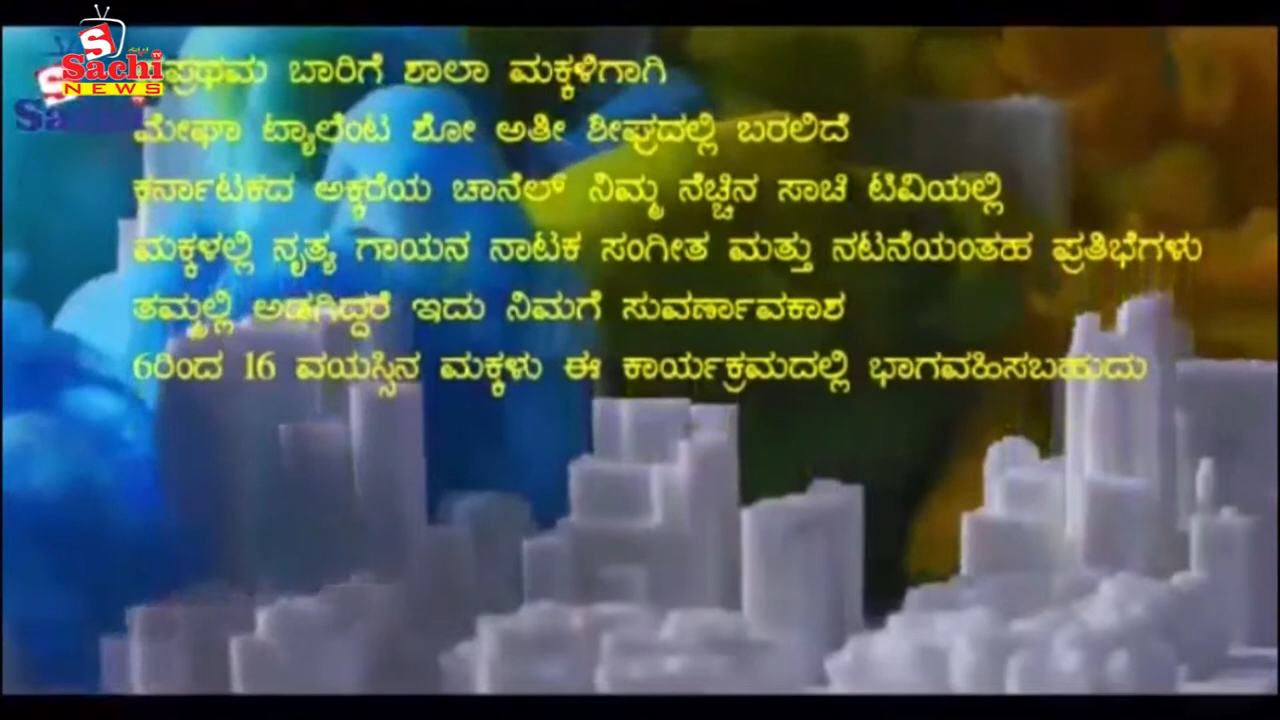 Sachi TV
NEWS
ಪ್ರಥಮ ಬಾರಿಗೆ ಶಾಲಾ ಮಕ್ಕಳಿಗಾಗಿ
ಮೇಘಾ ಟ್ಯಾಲೆಂಟ ಶೋ ಅತೀ ಶೀಘ್ರದಲ್ಲಿ ಬರಲಿದೆ
ಕರ್ನಾಟಕದ ಅಕ್ಕರೆಯ ಚಾನೆಲ್ ನಿಮ್ಮ ನೆಚ್ಚಿನ ಸಾಚಿ ಟಿವಿಯಲ್ಲಿ
ಮಕ್ಕಳಲ್ಲಿ ನೃತ್ಯ ಗಾಯನ ನಾಟಕ ಸಂಗೀತ ಮತ್ತು ನಟನೆಯಂತಹ ಪ್ರತಿಭೆಗಳು
ತಮ್ಮಲ್ಲಿ ಅಡಗಿದ್ದರೆ ಇದು ನಿಮಗೆ ಸುವರ್ಣಾವಕಾಶ
6ರಿಂದ 16 ವಯಸ್ಸಿನ ಮಕ್ಕಳು ಈ ಕಾರ್ಯಕ್ರಮದಲ್ಲಿ ಭಾಗವಹಿಸಬಹುದು